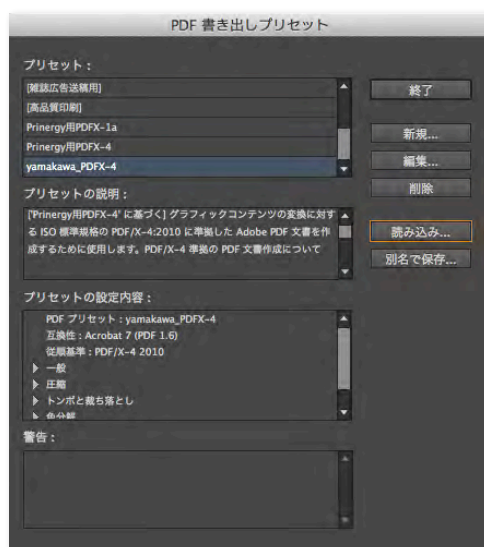 PDF 書き出しプリセット
プリセット：
[雑誌広告送稿用]
[高品質印刷]
Prinergy用PDFX-1a
Prinergy用PDFX-4
yamakawa_PDFX-4
終了
新規...
編集...
削除
読み込み...
別名で保存...
プリセットの説明：
['Prinergy用PDFX-4' に基づく] グラフィックコンテンツの変換に対す
る ISO 標準規格の PDF/X-4:2010 に準拠した Adobe PDF 文書を作
成するために使用します。PDF/X-4 準拠の PDF 文書作成について
プリセットの設定内容：
PDF プリセット : yamakawa_PDFX-4
互換性 : Acrobat 7 (PDF 1.6)
従順基準 : PDF/X-4 2010
一般
圧縮
トンボと裁ち落とし
色分解
警告：